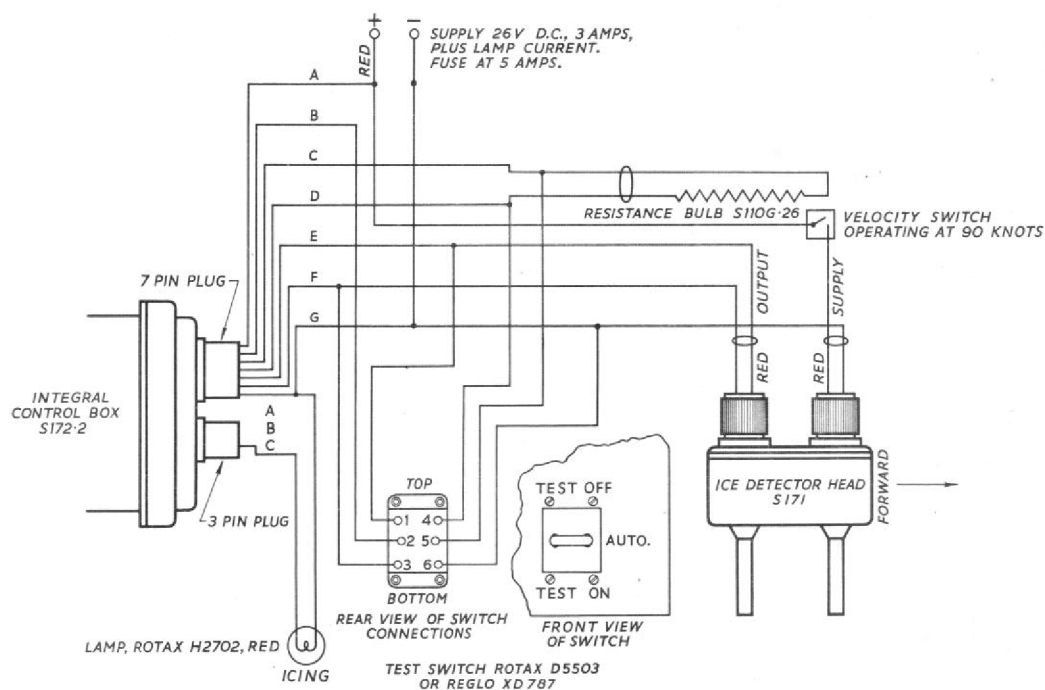 + −
SUPPLY 26V D.C., 3 AMPS,
PLUS LAMP CURRENT.
FUSE AT 5 AMPS.
RED
A
B
C
D
E
F
G
RESISTANCE BULB S110G·26
VELOCITY SWITCH
OPERATING AT 90 KNOTS
7 PIN PLUG
OUTPUT
SUPPLY
RED
RED
INTEGRAL
CONTROL BOX
S172·2
A
B
C
3 PIN PLUG
TOP
1 4
2 5
3 6
BOTTOM
REAR VIEW OF SWITCH
CONNECTIONS
TEST OFF
AUTO.
TEST ON
FRONT VIEW
OF SWITCH
ICE DETECTOR HEAD
S171
FORWARD
LAMP, ROTAX H2702, RED
ICING
TEST SWITCH ROTAX D5503
OR REGLO XD787